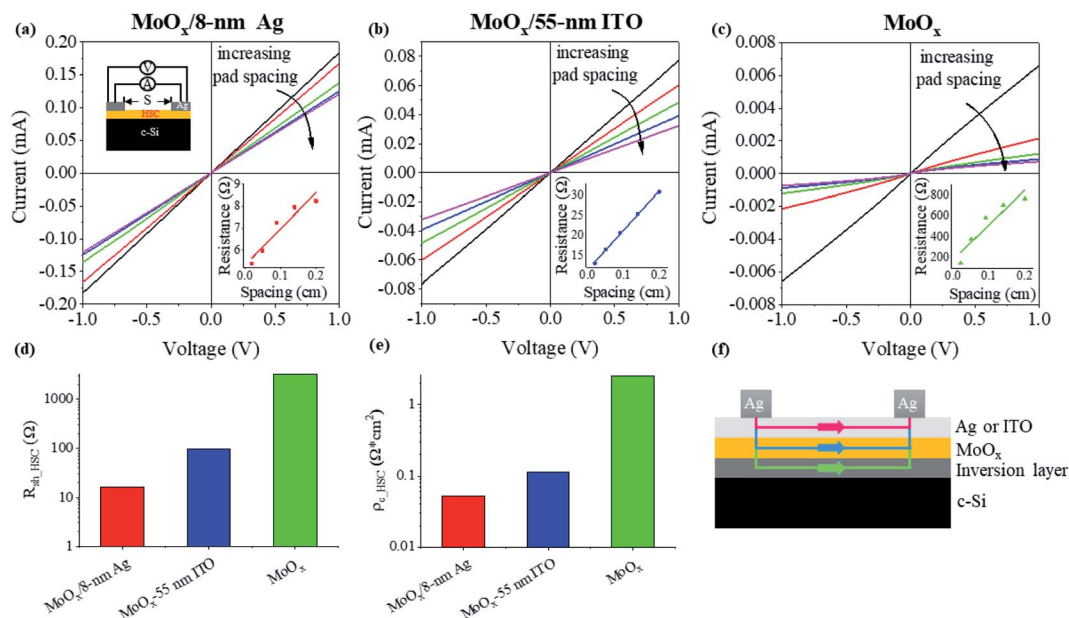 (a) MoOₓ/8-nm Ag
0.20
0.15
0.10
0.05
0.00
-0.05
-0.10
-0.15
-0.20
Current (mA)
-1.0 -0.5 0.0 0.5 1.0
Voltage (V)
increasing
pad spacing
V
A
S
Ag
HSC
c-Si
Resistance (Ω)
9
8
7
6
0.0 0.1 0.2
Spacing (cm)
(b) MoOₓ/55-nm ITO
0.08
0.06
0.04
0.02
0.00
-0.02
-0.04
-0.06
-0.08
Current (mA)
-1.0 -0.5 0.0 0.5 1.0
Voltage (V)
increasing
pad spacing
Resistance (Ω)
30
25
20
15
0.0 0.1 0.2
Spacing (cm)
(c) MoOₓ
0.008
0.006
0.004
0.002
0.000
-0.002
-0.004
-0.006
-0.008
Current (mA)
-1.0 -0.5 0.0 0.5 1.0
Voltage (V)
increasing
pad spacing
Resistance (Ω)
800
600
400
200
0.0 0.1 0.2
Spacing (cm)
(d)
1000
100
10
1
R_sh_HSC (Ω)
MoOₓ/8-nm Ag
MoOₓ-55 nm ITO
MoOₓ
(e)
1
0.1
0.01
ρ_c_HSC (Ω*cm²)
MoOₓ/8-nm Ag
MoOₓ-55 nm ITO
MoOₓ
(f)
Ag Ag
Ag or ITO
MoOₓ
Inversion layer
c-Si